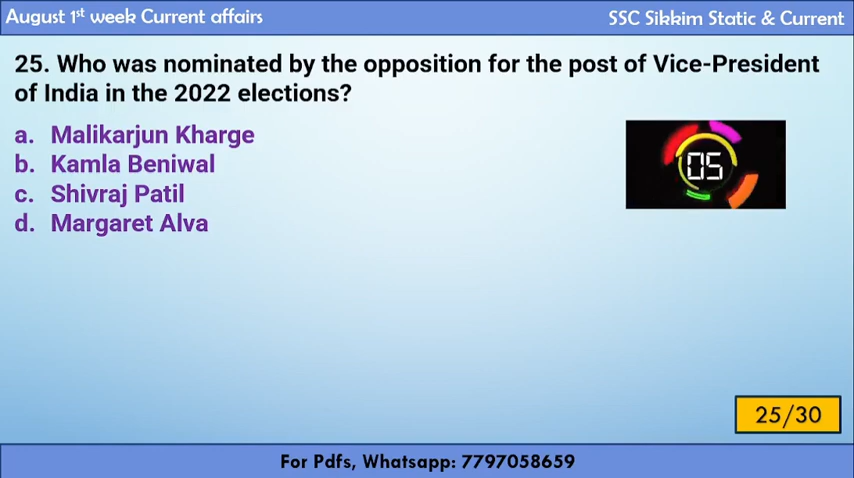 August 1st week Current affairs
SSC Sikkim Static & Current
25. Who was nominated by the opposition for the post of Vice-President
of India in the 2022 elections?
a. Malikarjun Kharge
b. Kamla Beniwal
c. Shivraj Patil
d. Margaret Alva
05
25/30
For Pdfs, Whatsapp: 7797058659